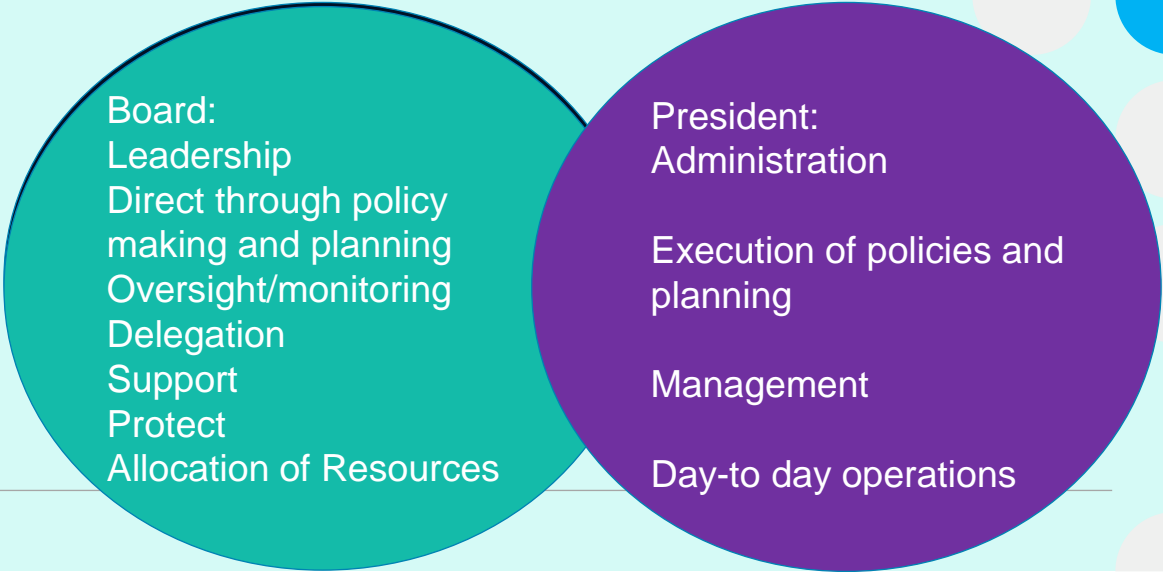 Board:
Leadership
Direct through policy
making and planning
Oversight/monitoring
Delegation
Support
Protect
Allocation of Resources
President:
Administration
Execution of policies and
planning
Management
Day-to day operations